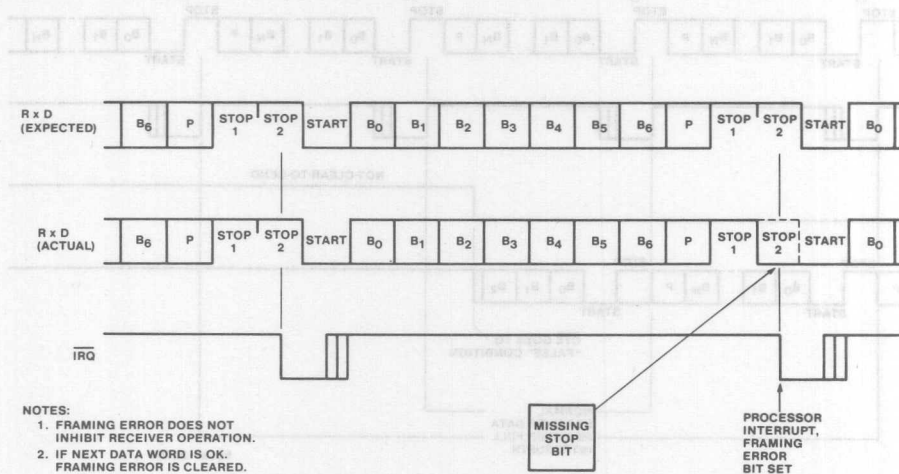 R x D
(EXPECTED)
B6 P STOP 1 STOP 2 START B0 B1 B2 B3 B4 B5 B6 P STOP 1 STOP 2 START B0
R x D
(ACTUAL)
B6 P STOP 1 STOP 2 START B0 B1 B2 B3 B4 B5 B6 P STOP 1 STOP 2 START B0
IRQ
NOTES:
1. FRAMING ERROR DOES NOT
INHIBIT RECEIVER OPERATION.
2. IF NEXT DATA WORD IS OK.
FRAMING ERROR IS CLEARED.
MISSING
STOP
BIT
PROCESSOR
INTERRUPT,
FRAMING
ERROR
BIT SET